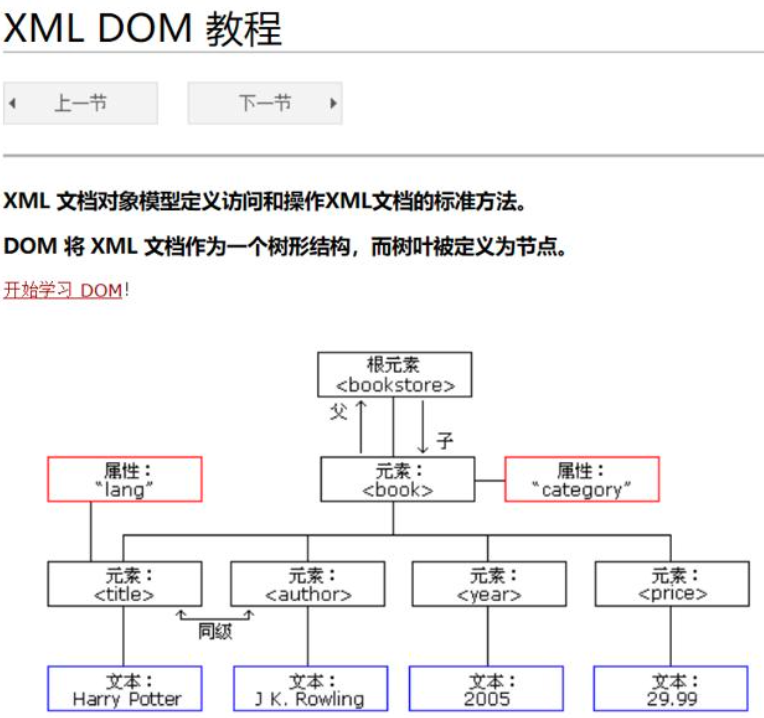 XML DOM 教程
上一节
下一节
XML 文档对象模型定义访问和操作XML文档的标准方法。
DOM 将 XML 文档作为一个树形结构，而树叶被定义为节点。
开始学习 DOM!
根元素
<bookstore>
父
子
属性：
“lang”
元素：
<book>
属性：
“category”
元素：
<title>
元素：
<author>
元素：
<year>
元素：
<price>
同级
文本：
Harry Potter
文本：
J K. Rowling
文本：
2005
文本：
29.99